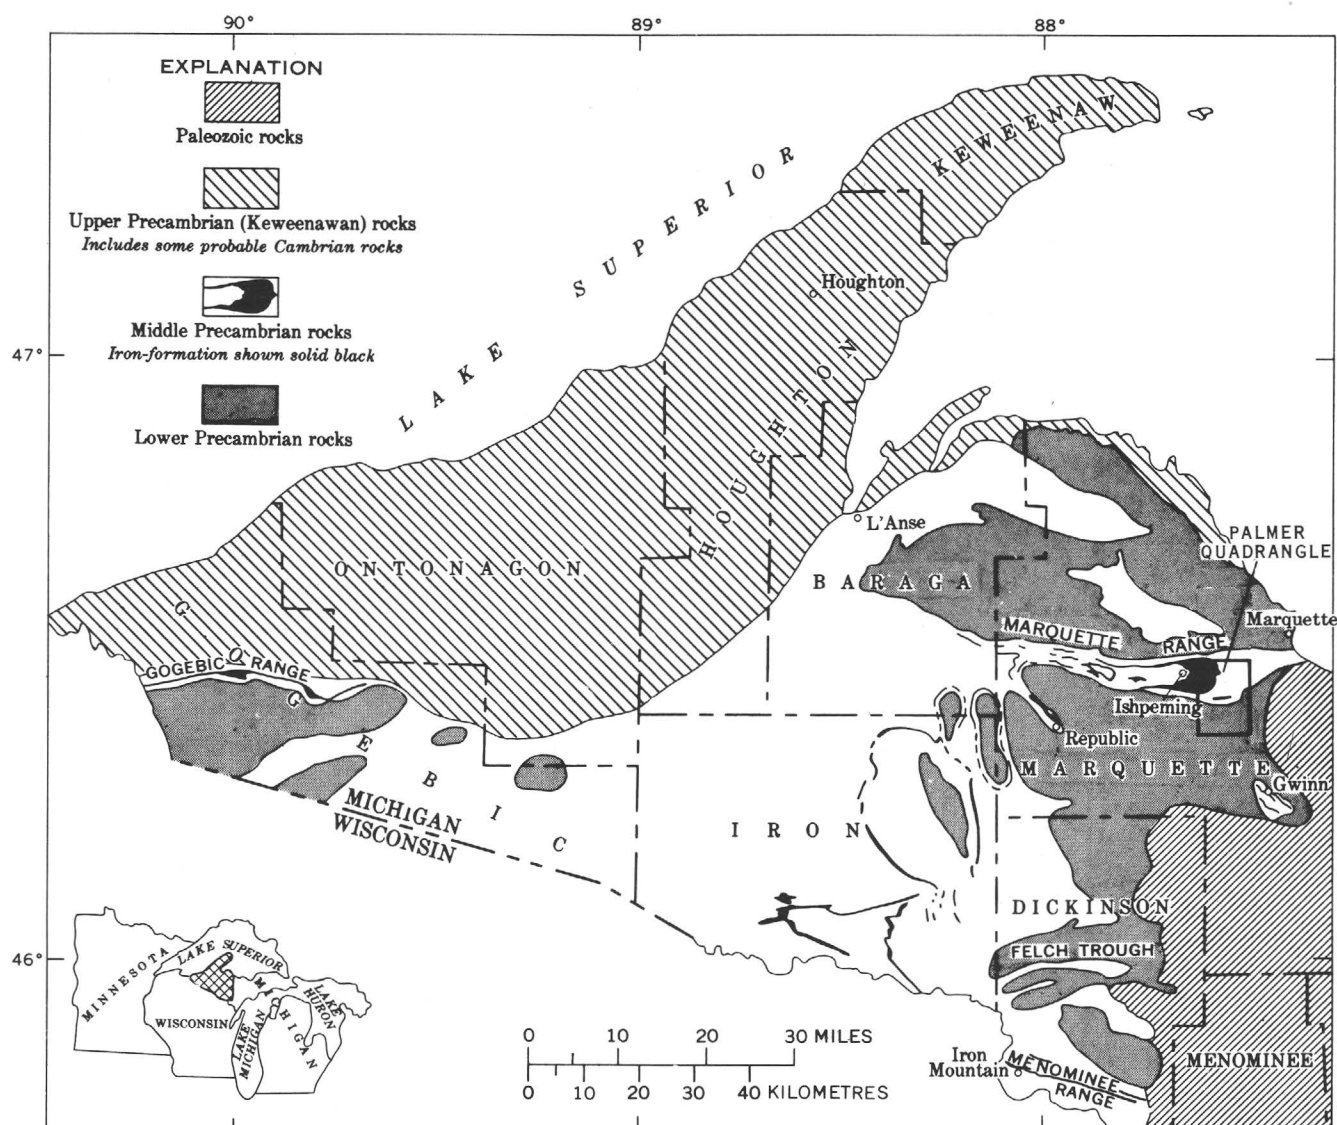 90°
89°
88°
EXPLANATION
Paleozoic rocks
Upper Precambrian (Keweenawan) rocks
Includes some probable Cambrian rocks
Middle Precambrian rocks
Iron-formation shown solid black
Lower Precambrian rocks
47°
46°
LAKE SUPERIOR
KEWEENAW
Houghton
HOUGHTON
ONTONAGON
L'Anse
BARAGA
PALMER
QUADRANGLE
Marquette
MARQUETTE RANGE
Ishpeming
Republic
MARQUETTE
Gwinn
GOGEBIC
GOGEBIC RANGE
MICHIGAN
WISCONSIN
IRON
DICKINSON
FELCH TROUGH
Iron
Mountain
MENOMINEE
RANGE
MENOMINEE
MINNESOTA
LAKE SUPERIOR
WISCONSIN
MICHIGAN
LAKE
MICHIGAN
LAKE
HURON
0 10 20 30 MILES
0 10 20 30 40 KILOMETRES